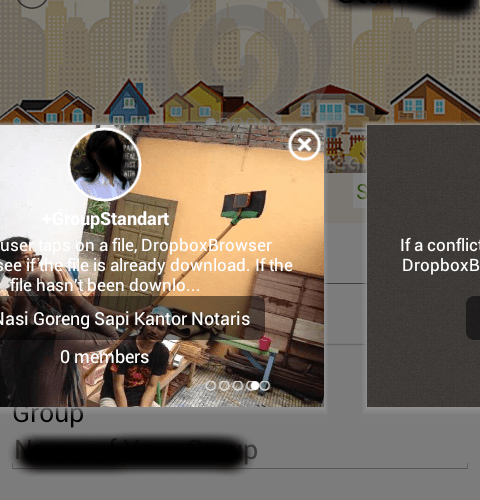 +GroupStandart
user taps on a file, DropboxBrowser
see if the file is already download. If the
file hasn't been downlo...
Nasi Goreng Sapi Kantor Notaris
0 members
If a conflict
DropboxB
Group